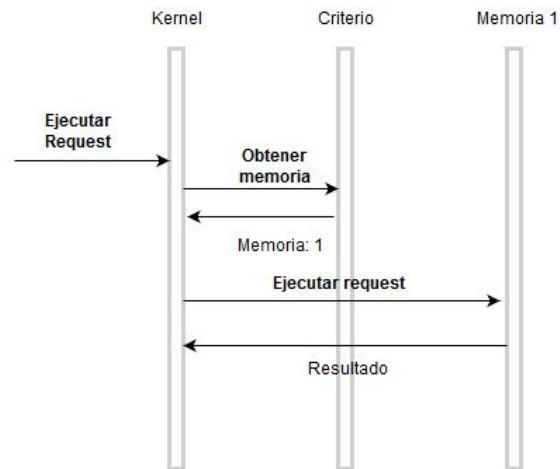 Kernel
Criterio
Memoria 1
Ejecutar
Request
Obtener
memoria
Memoria: 1
Ejecutar request
Resultado